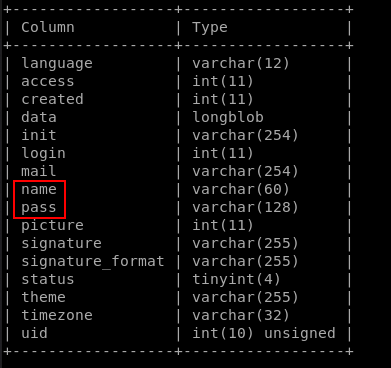 +------------------+------------------+
| Column           | Type             |
+------------------+------------------+
| language         | varchar(12)      |
| access           | int(11)          |
| created          | int(11)          |
| data             | longblob         |
| init             | varchar(254)     |
| login            | int(11)          |
| mail             | varchar(254)     |
| name             | varchar(60)      |
| pass             | varchar(128)     |
| picture          | int(11)          |
| signature        | varchar(255)     |
| signature_format | varchar(255)     |
| status           | tinyint(4)       |
| theme            | varchar(255)     |
| timezone         | varchar(32)      |
| uid              | int(10) unsigned |
+------------------+------------------+